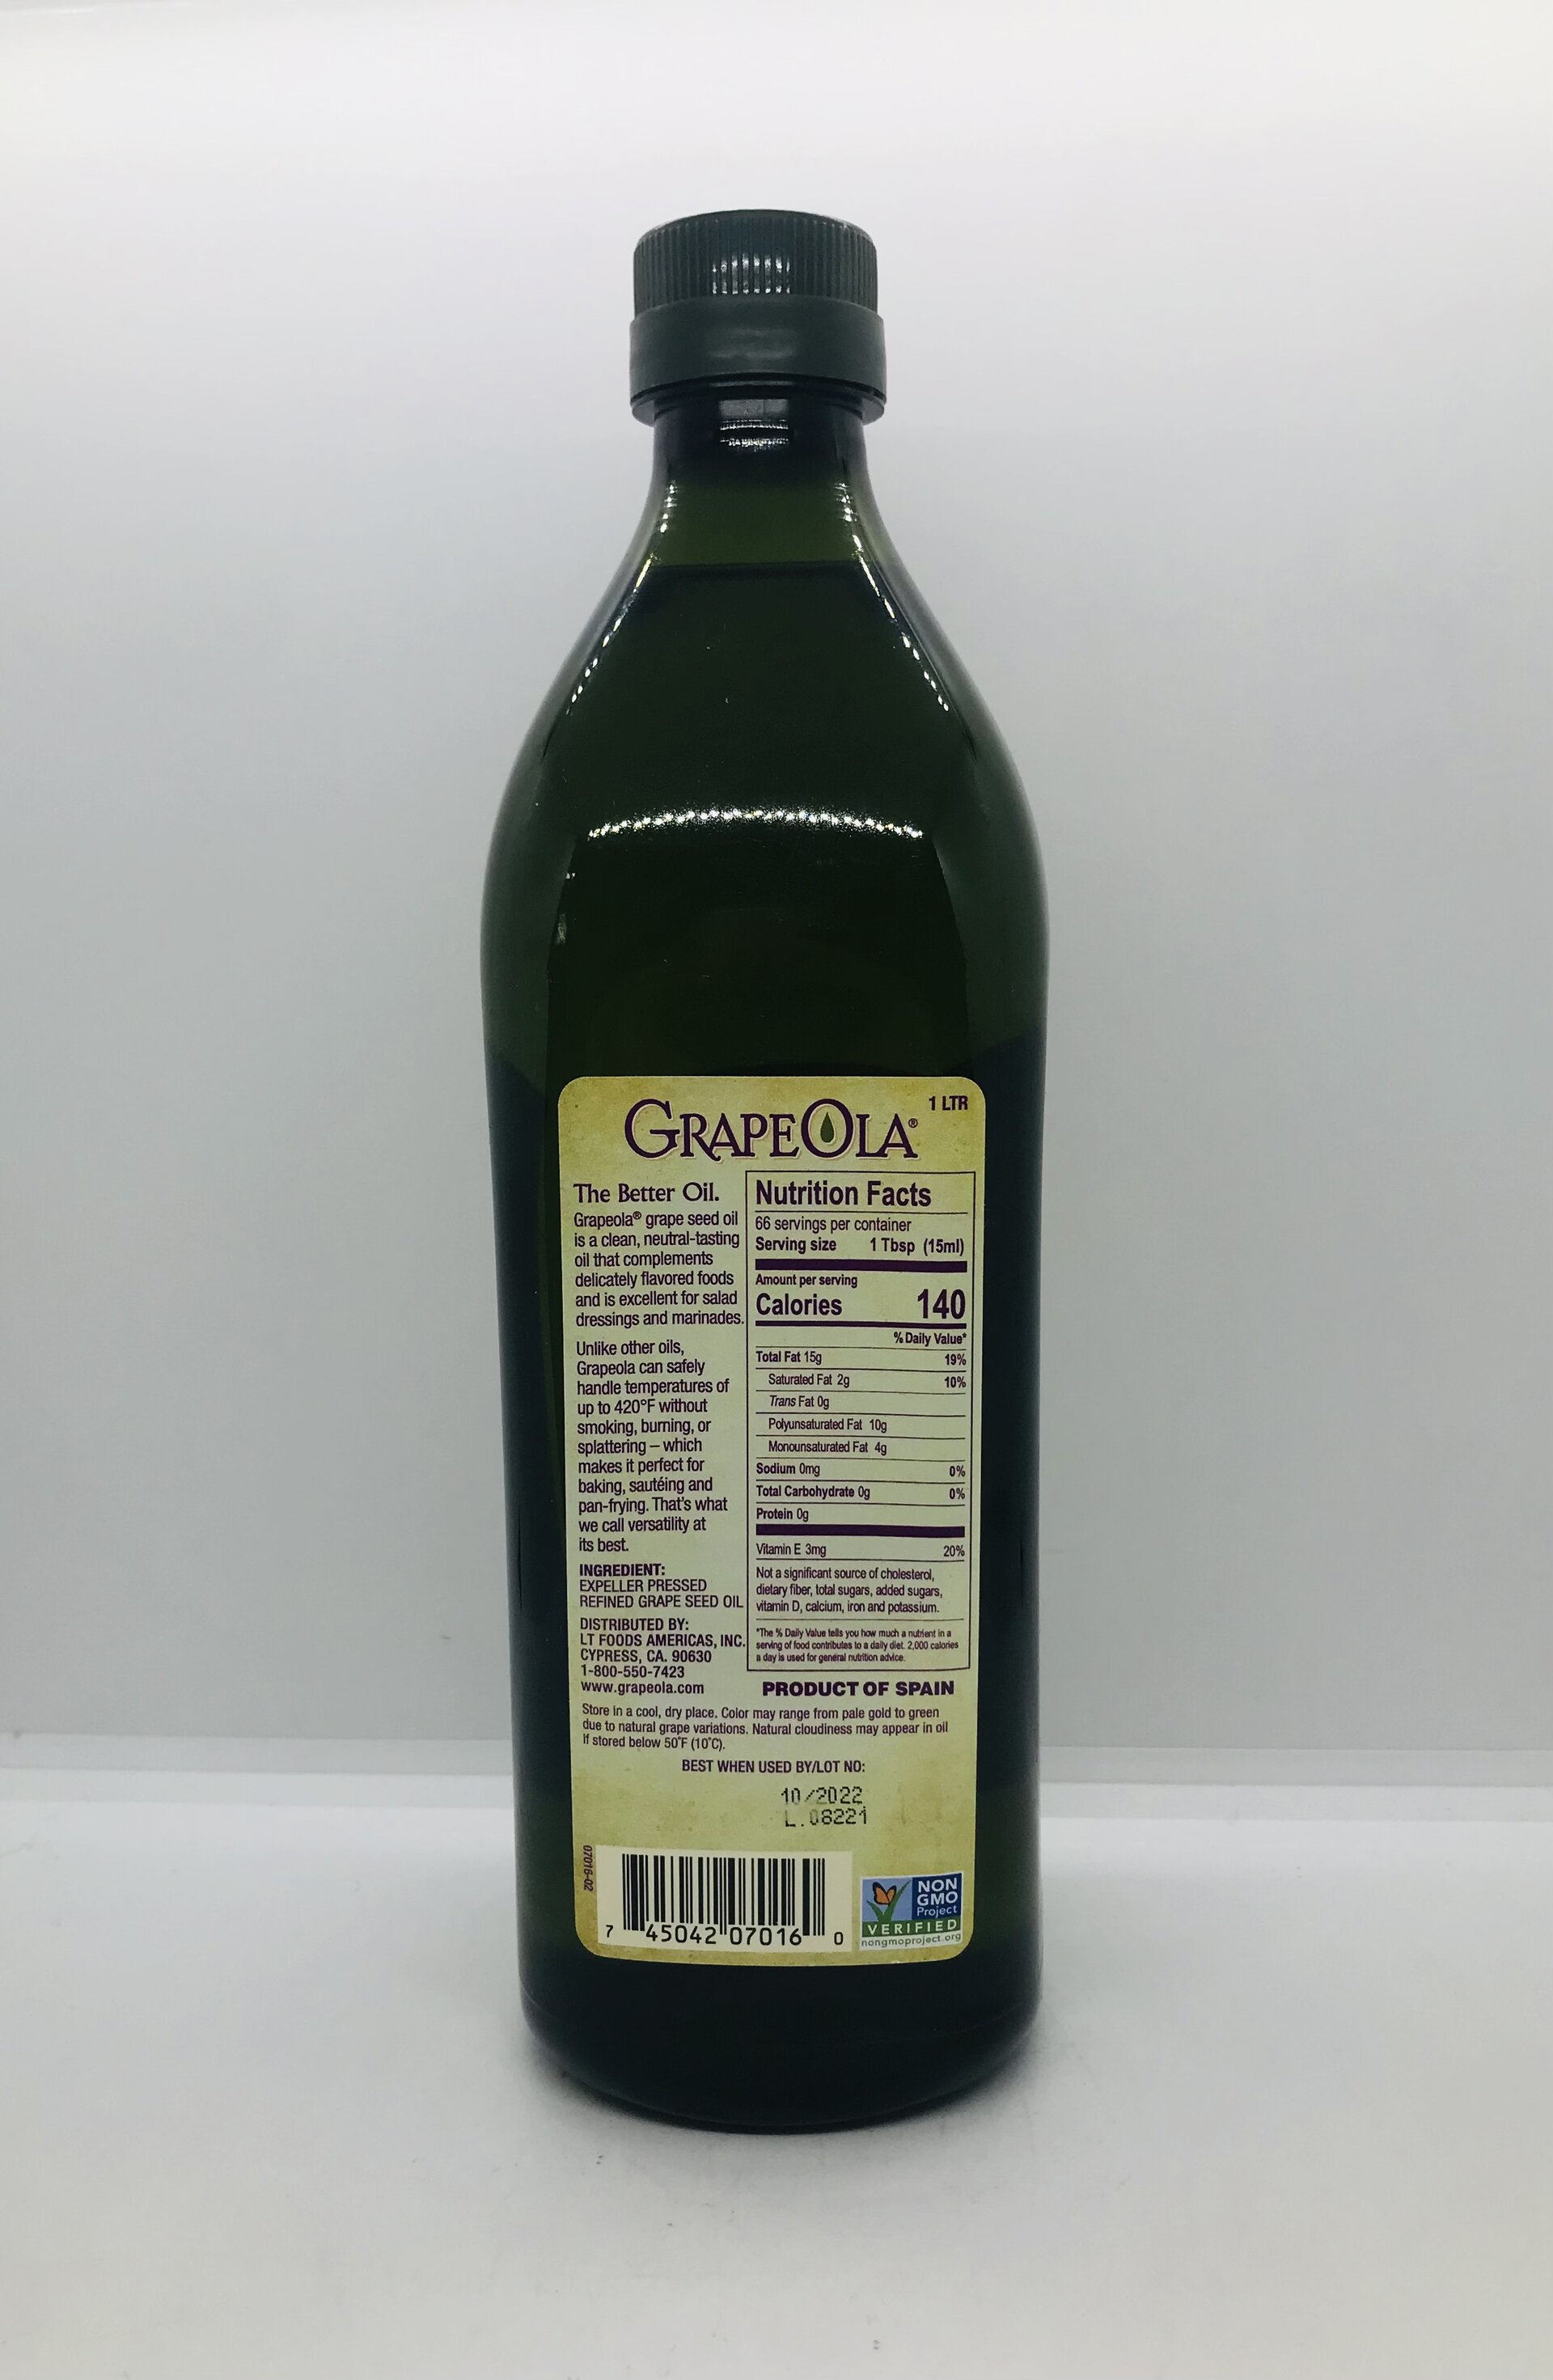 GRAPEOLA®
1 LTR
The Better Oil.
Grapeola® grape seed oil
is a clean, neutral-tasting
oil that complements
delicately flavored foods
and is excellent for salad
dressings and marinades.
Unlike other oils,
Grapeola can safely
handle temperatures of
up to 420°F without
smoking, burning, or
splattering – which
makes it perfect for
baking, sautéing and
pan-frying. That's what
we call versatility at
its best.
INGREDIENT:
EXPELLER PRESSED
REFINED GRAPE SEED OIL
DISTRIBUTED BY:
LT FOODS AMERICAS, INC.
CYPRESS, CA. 90630
1-800-550-7423
www.grapeola.com
Nutrition Facts
66 servings per container
Serving size 1 Tbsp (15ml)
Amount per serving
Calories 140
% Daily Value*
Total Fat 15g 19%
Saturated Fat 2g 10%
Trans Fat 0g
Polyunsaturated Fat 10g
Monounsaturated Fat 4g
Sodium 0mg 0%
Total Carbohydrate 0g 0%
Protein 0g
Vitamin E 3mg 20%
Not a significant source of cholesterol,
dietary fiber, total sugars, added sugars,
vitamin D, calcium, iron and potassium.
*The % Daily Value tells you how much a nutrient in a
serving of food contributes to a daily diet. 2,000 calories
a day is used for general nutrition advice.
PRODUCT OF SPAIN
Store in a cool, dry place. Color may range from pale gold to green
due to natural grape variations. Natural cloudiness may appear in oil
if stored below 50°F (10°C).
BEST WHEN USED BY/LOT NO:
10/2022
L.08221
07016-02
7 45042 07016 0
NON
GMO
Project
VERIFIED
nongmoproject.org